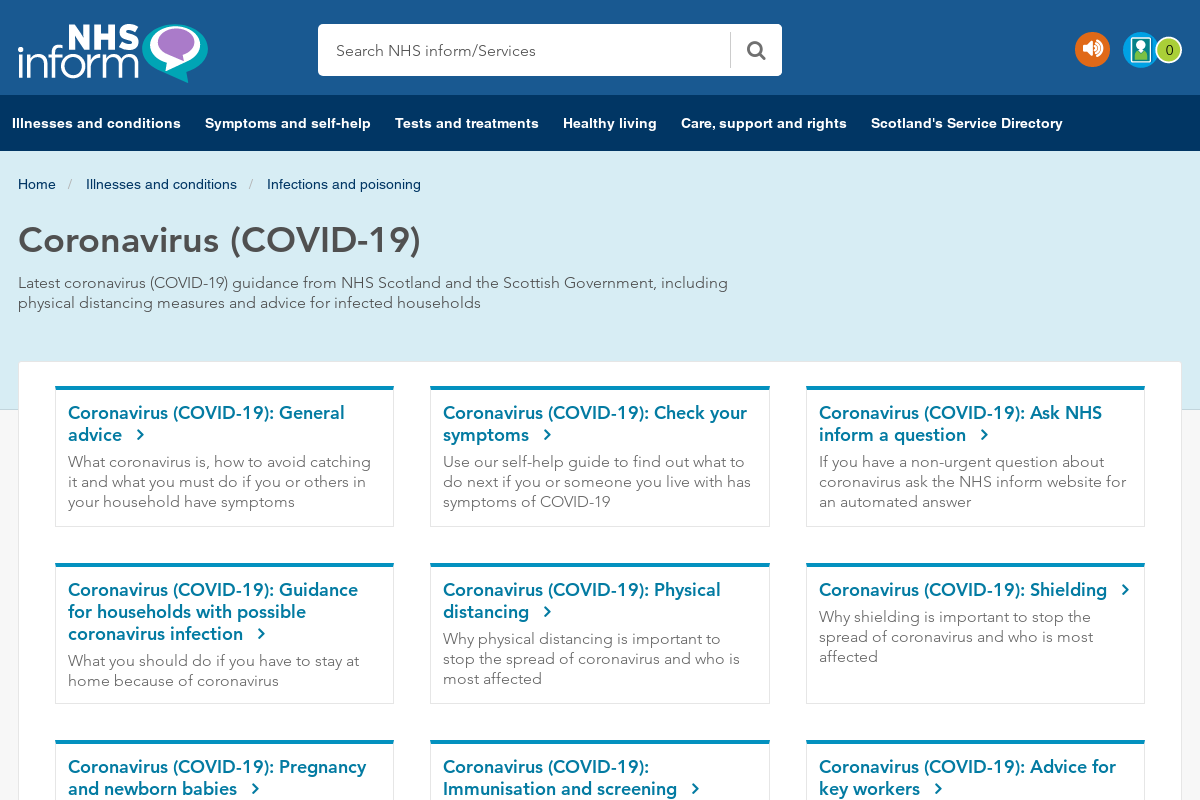 NHS
inform
Search NHS inform/Services
0
Illnesses and conditions
Symptoms and self-help
Tests and treatments
Healthy living
Care, support and rights
Scotland's Service Directory
Home / Illnesses and conditions / Infections and poisoning
Coronavirus (COVID-19)
Latest coronavirus (COVID-19) guidance from NHS Scotland and the Scottish Government, including
physical distancing measures and advice for infected households
Coronavirus (COVID-19): General
advice
What coronavirus is, how to avoid catching
it and what you must do if you or others in
your household have symptoms
Coronavirus (COVID-19): Check your
symptoms
Use our self-help guide to find out what to
do next if you or someone you live with has
symptoms of COVID-19
Coronavirus (COVID-19): Ask NHS
inform a question
If you have a non-urgent question about
coronavirus ask the NHS inform website for
an automated answer
Coronavirus (COVID-19): Guidance
for households with possible
coronavirus infection
What you should do if you have to stay at
home because of coronavirus
Coronavirus (COVID-19): Physical
distancing
Why physical distancing is important to
stop the spread of coronavirus and who is
most affected
Coronavirus (COVID-19): Shielding
Why shielding is important to stop the
spread of coronavirus and who is most
affected
Coronavirus (COVID-19): Pregnancy
and newborn babies
Coronavirus (COVID-19):
Immunisation and screening
Coronavirus (COVID-19): Advice for
key workers